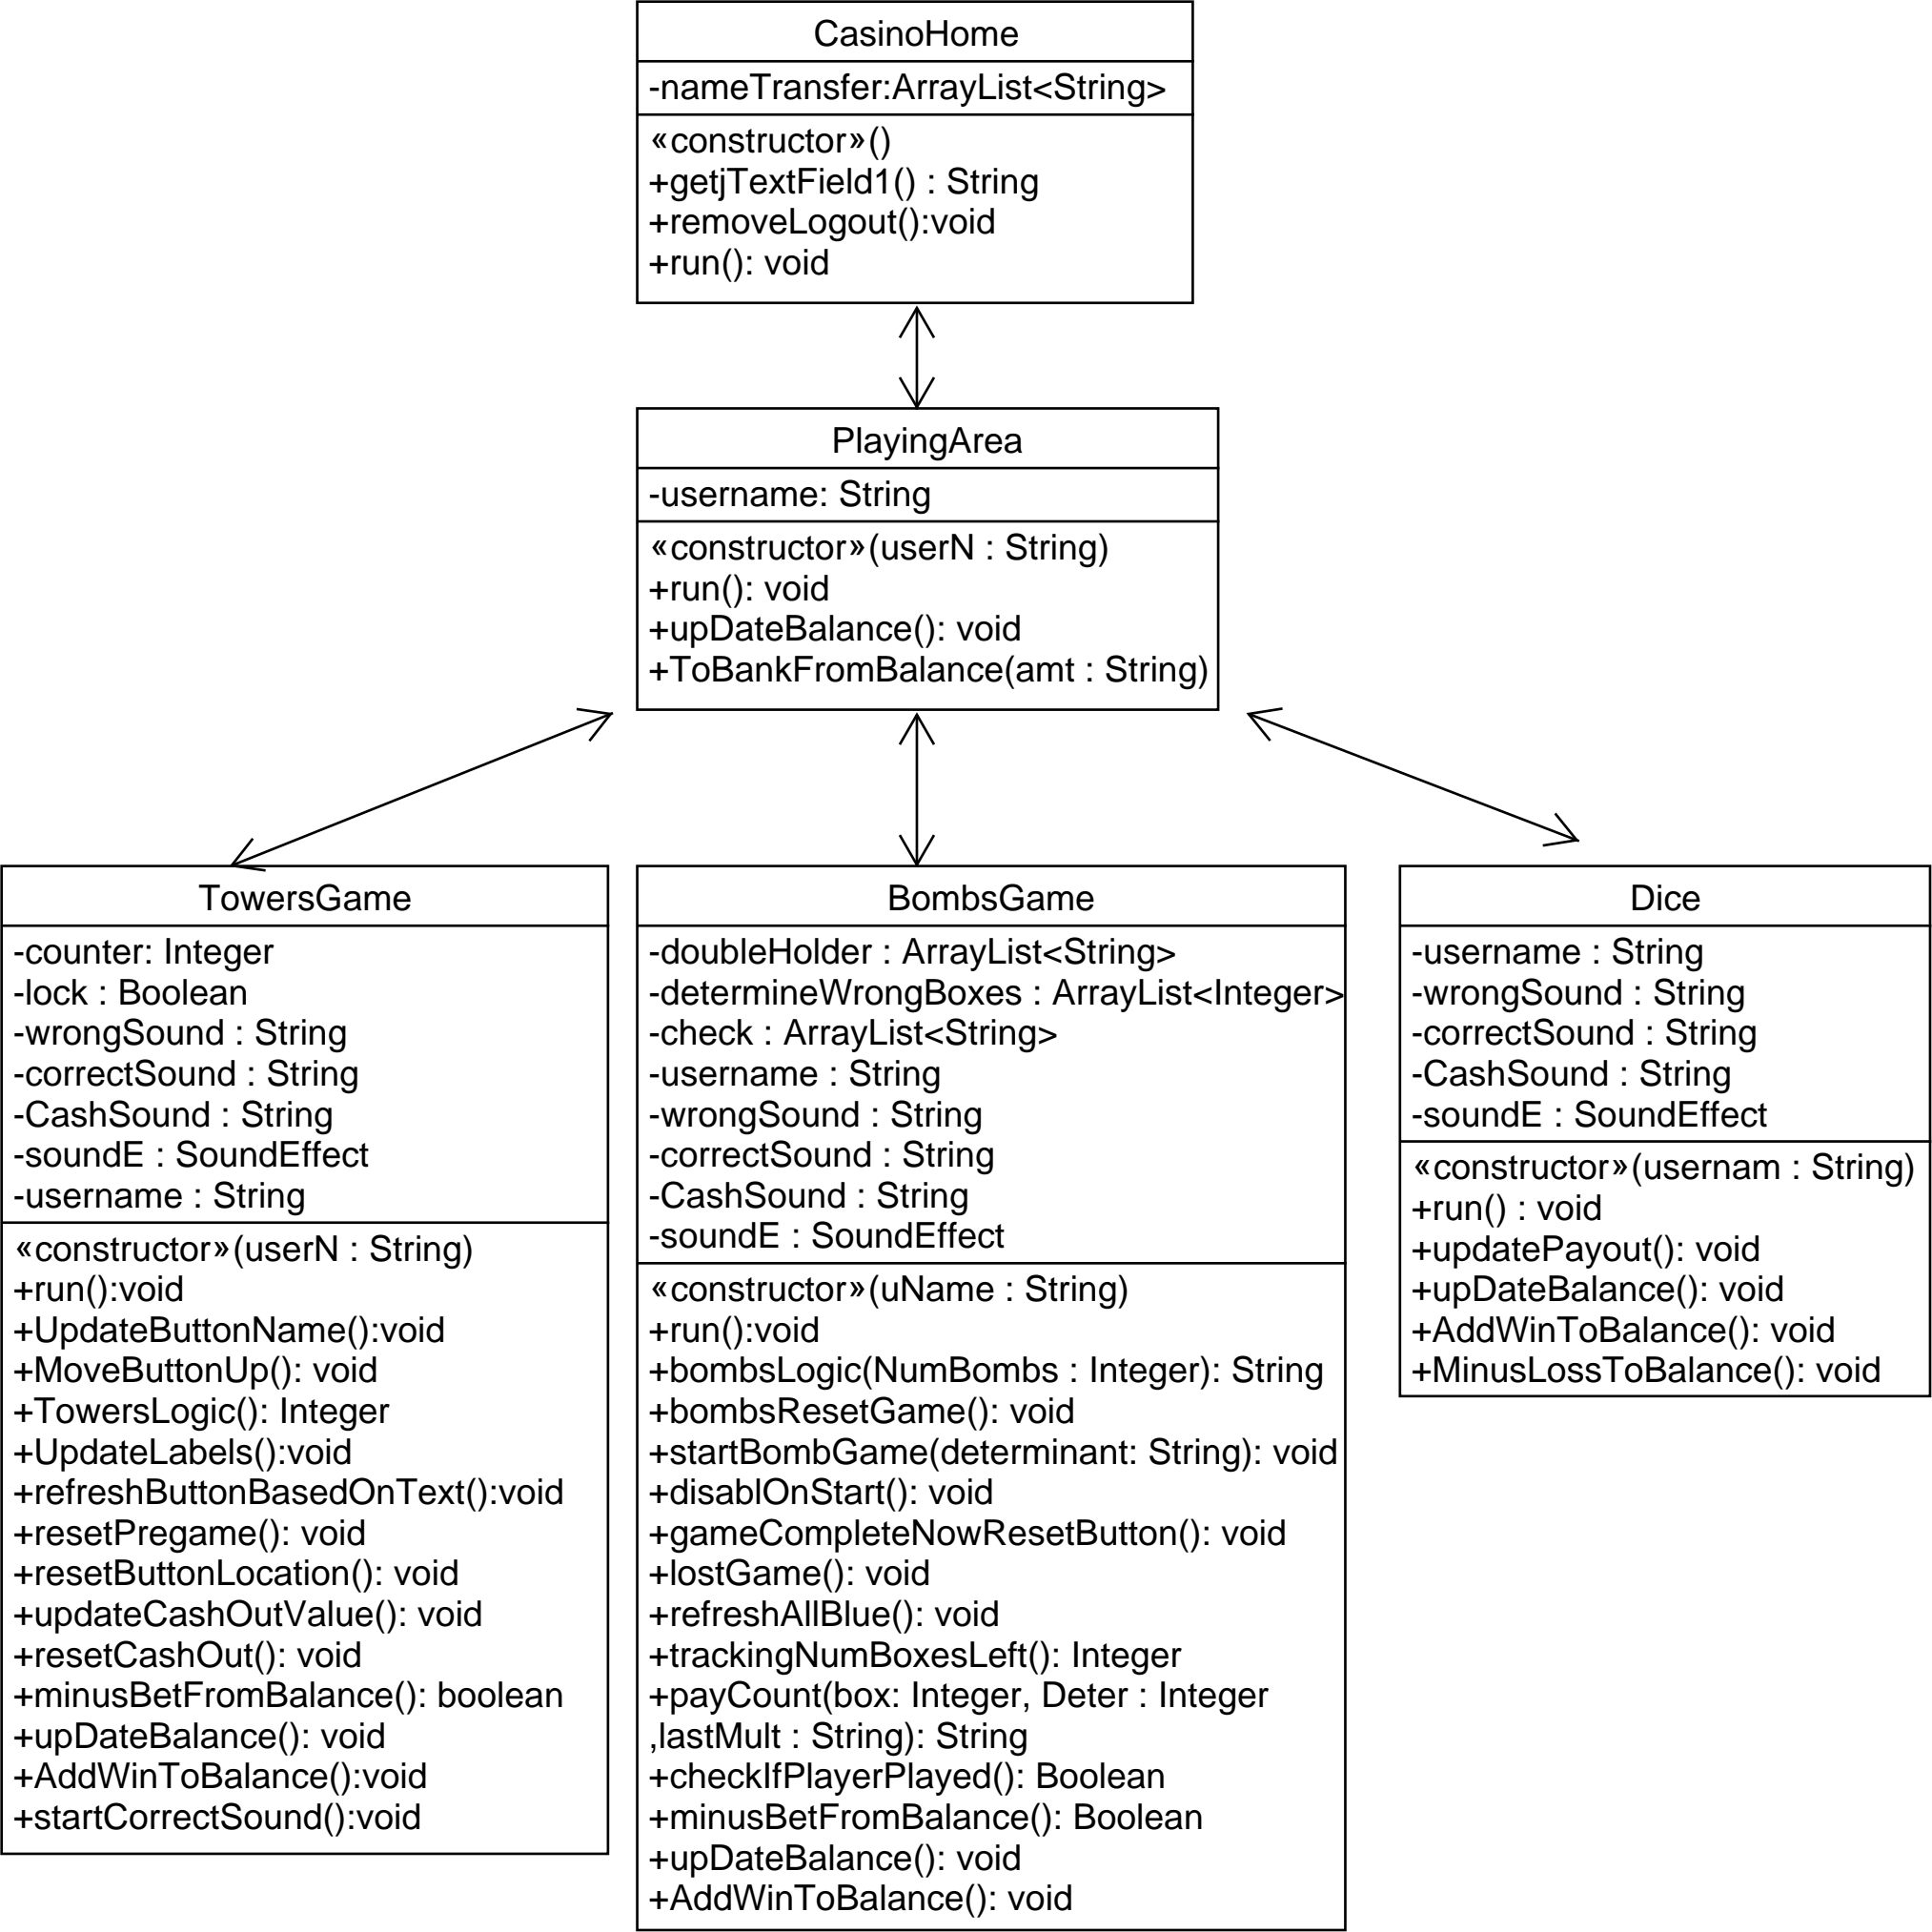 CasinoHome
-nameTransfer:ArrayList<String>
«constructor»()
+getjTextField1() : String
+removeLogout():void
+run(): void
PlayingArea
-username: String
«constructor»(userN : String)
+run(): void
+upDateBalance(): void
+ToBankFromBalance(amt : String)
TowersGame
-counter: Integer
-lock : Boolean
-wrongSound : String
-correctSound : String
-CashSound : String
-soundE : SoundEffect
-username : String
«constructor»(userN : String)
+run():void
+UpdateButtonName():void
+MoveButtonUp(): void
+TowersLogic(): Integer
+UpdateLabels():void
+refreshButtonBasedOnText():void
+resetPregame(): void
+resetButtonLocation(): void
+updateCashOutValue(): void
+resetCashOut(): void
+minusBetFromBalance(): boolean
+upDateBalance(): void
+AddWinToBalance():void
+startCorrectSound():void
BombsGame
-doubleHolder : ArrayList<String>
-determineWrongBoxes : ArrayList<Integer>
-check : ArrayList<String>
-username : String
-wrongSound : String
-correctSound : String
-CashSound : String
-soundE : SoundEffect
«constructor»(uName : String)
+run():void
+bombsLogic(NumBombs : Integer): String
+bombsResetGame(): void
+startBombGame(determinant: String): void
+disablOnStart(): void
+gameCompleteNowResetButton(): void
+lostGame(): void
+refreshAllBlue(): void
+trackingNumBoxesLeft(): Integer
+payCount(box: Integer, Deter : Integer
,lastMult : String): String
+checkIfPlayerPlayed(): Boolean
+minusBetFromBalance(): Boolean
+upDateBalance(): void
+AddWinToBalance(): void
Dice
-username : String
-wrongSound : String
-correctSound : String
-CashSound : String
-soundE : SoundEffect
«constructor»(usernam : String)
+run() : void
+updatePayout(): void
+upDateBalance(): void
+AddWinToBalance(): void
+MinusLossToBalance(): void